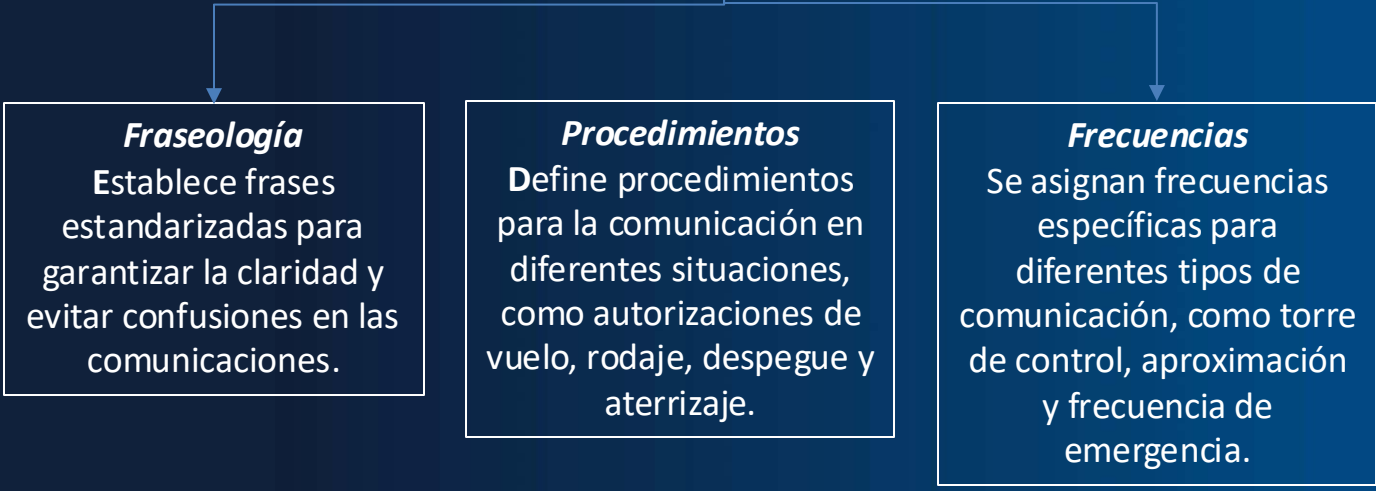 Fraseología
Establece frases
estandarizadas para
garantizar la claridad y
evitar confusiones en las
comunicaciones.
Procedimientos
Define procedimientos
para la comunicación en
diferentes situaciones,
como autorizaciones de
vuelo, rodaje, despegue y
aterrizaje.
Frecuencias
Se asignan frecuencias
específicas para
diferentes tipos de
comunicación, como torre
de control, aproximación
y frecuencia de
emergencia.